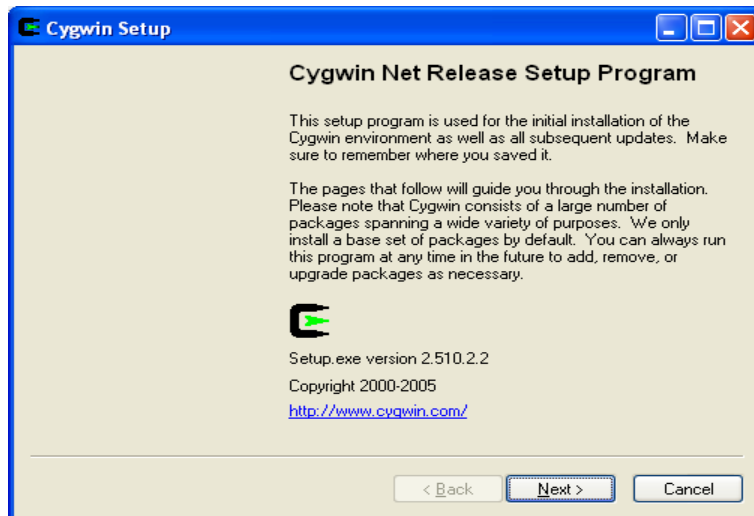 Cygwin Setup
Cygwin Net Release Setup Program
This setup program is used for the initial installation of the
Cygwin environment as well as all subsequent updates.  Make
sure to remember where you saved it.
The pages that follow will guide you through the installation.
Please note that Cygwin consists of a large number of
packages spanning a wide variety of purposes.  We only
install a base set of packages by default.  You can always run
this program at any time in the future to add, remove, or
upgrade packages as necessary.
Setup.exe version 2.510.2.2
Copyright 2000-2005
http://www.cygwin.com/
< Back
Next >
Cancel